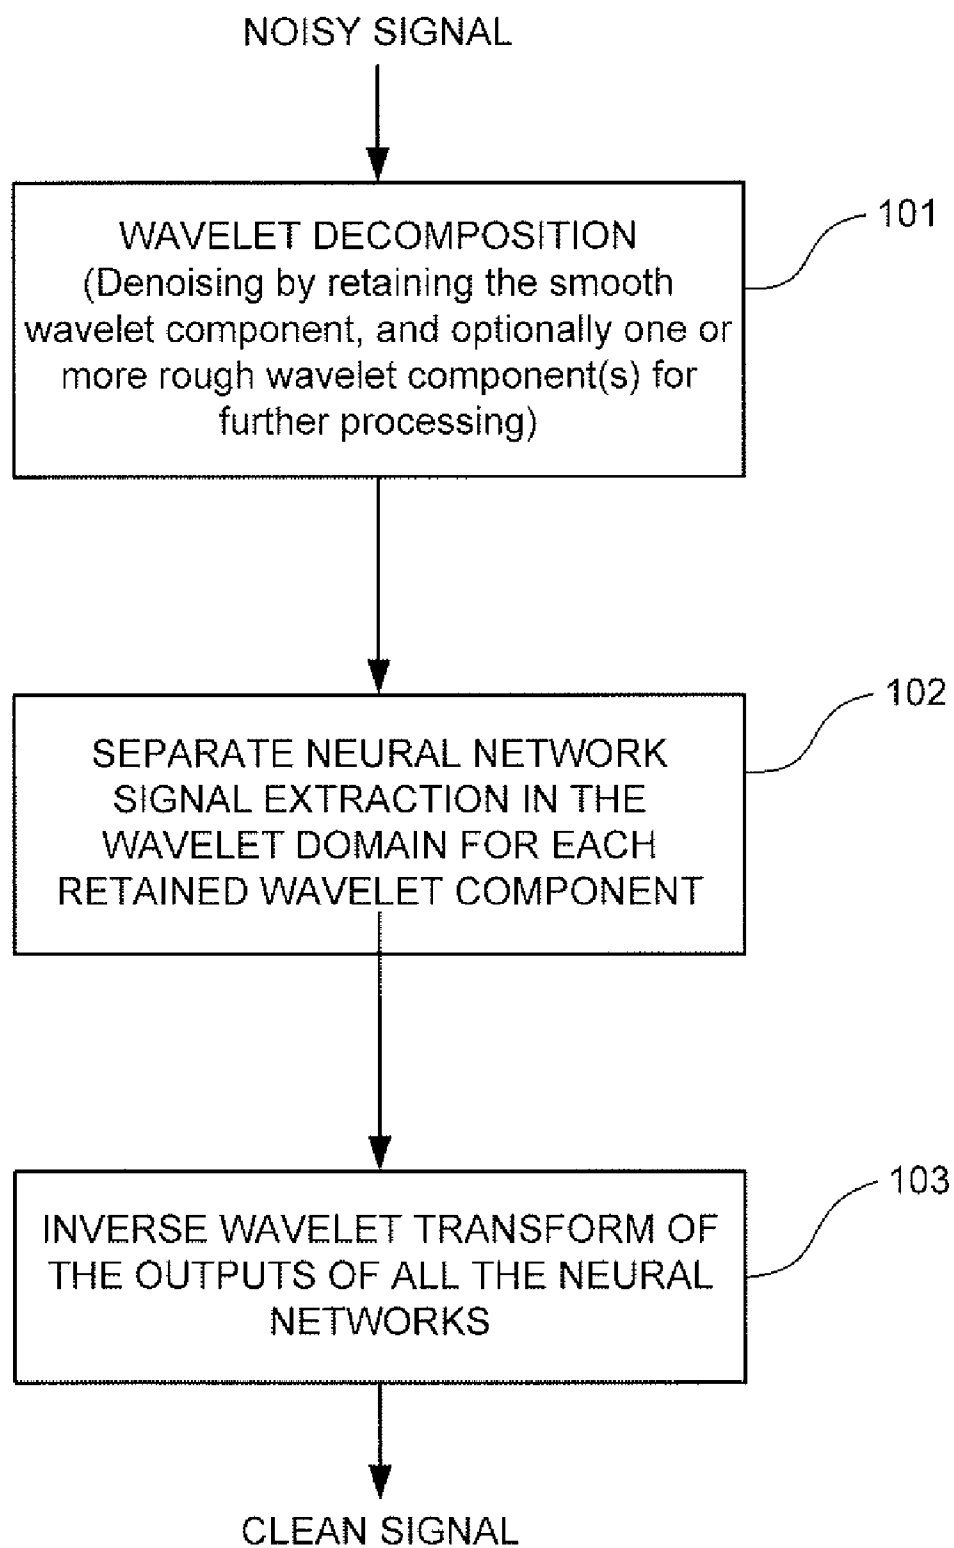 NOISY SIGNAL
WAVELET DECOMPOSITION
(Denoising by retaining the smooth
wavelet component, and optionally one or
more rough wavelet component(s) for
further processing)
101
SEPARATE NEURAL NETWORK
SIGNAL EXTRACTION IN THE
WAVELET DOMAIN FOR EACH
RETAINED WAVELET COMPONENT
102
INVERSE WAVELET TRANSFORM OF
THE OUTPUTS OF ALL THE NEURAL
NETWORKS
103
CLEAN SIGNAL